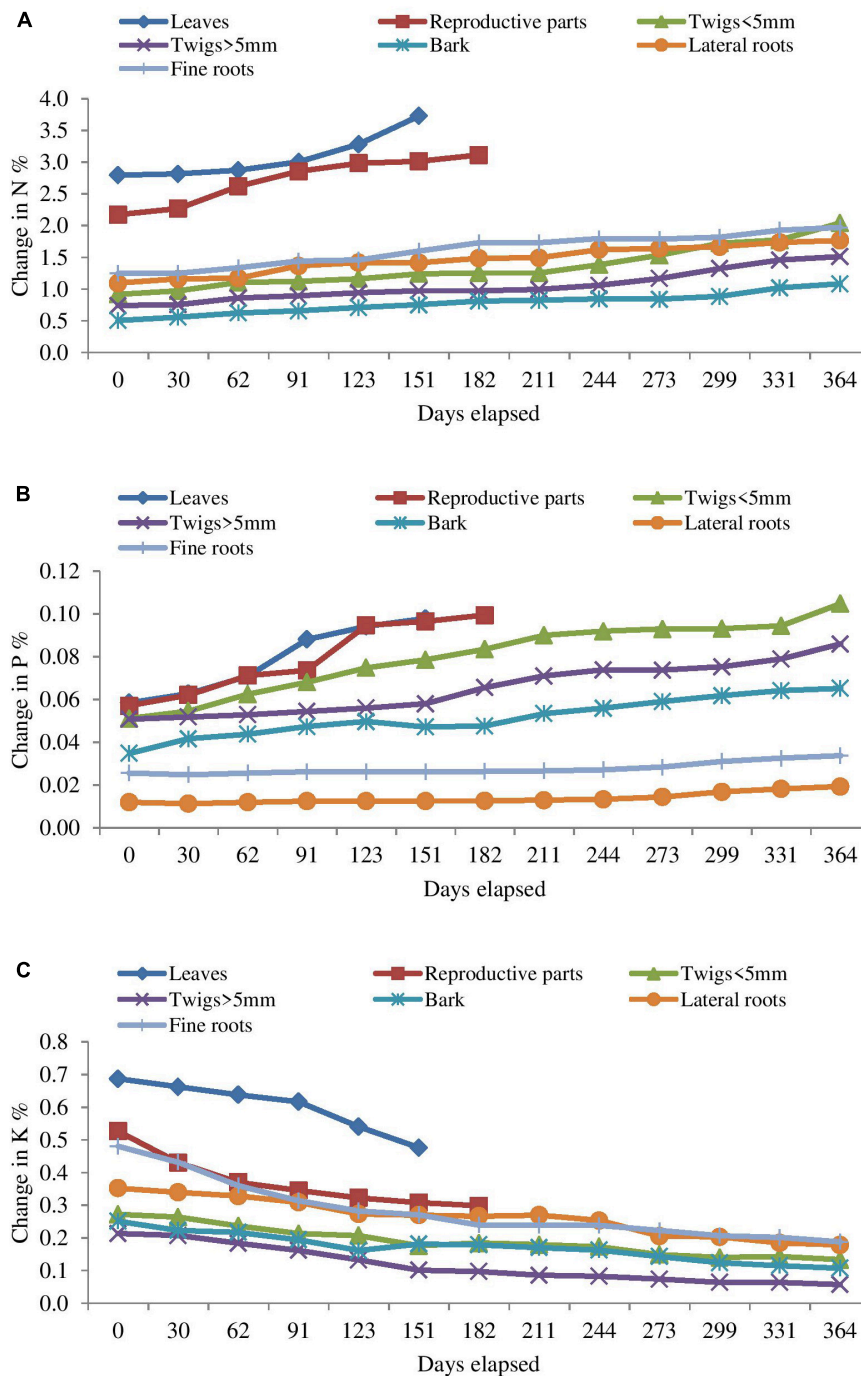 A
Leaves Reproductive parts Twigs<5mm
Twigs>5mm Bark Lateral roots
Fine roots
Change in N %
4.0
3.5
3.0
2.5
2.0
1.5
1.0
0.5
0.0
0 30 62 91 123 151 182 211 244 273 299 331 364
Days elapsed
B
Leaves Reproductive parts Twigs<5mm
Twigs>5mm Bark Lateral roots
Fine roots
Change in P %
0.12
0.10
0.08
0.06
0.04
0.02
0.00
0 30 62 91 123 151 182 211 244 273 299 331 364
Days elapsed
C
Leaves Reproductive parts Twigs<5mm
Twigs>5mm Bark Lateral roots
Fine roots
Change in K %
0.8
0.7
0.6
0.5
0.4
0.3
0.2
0.1
0.0
0 30 62 91 123 151 182 211 244 273 299 331 364
Days elapsed